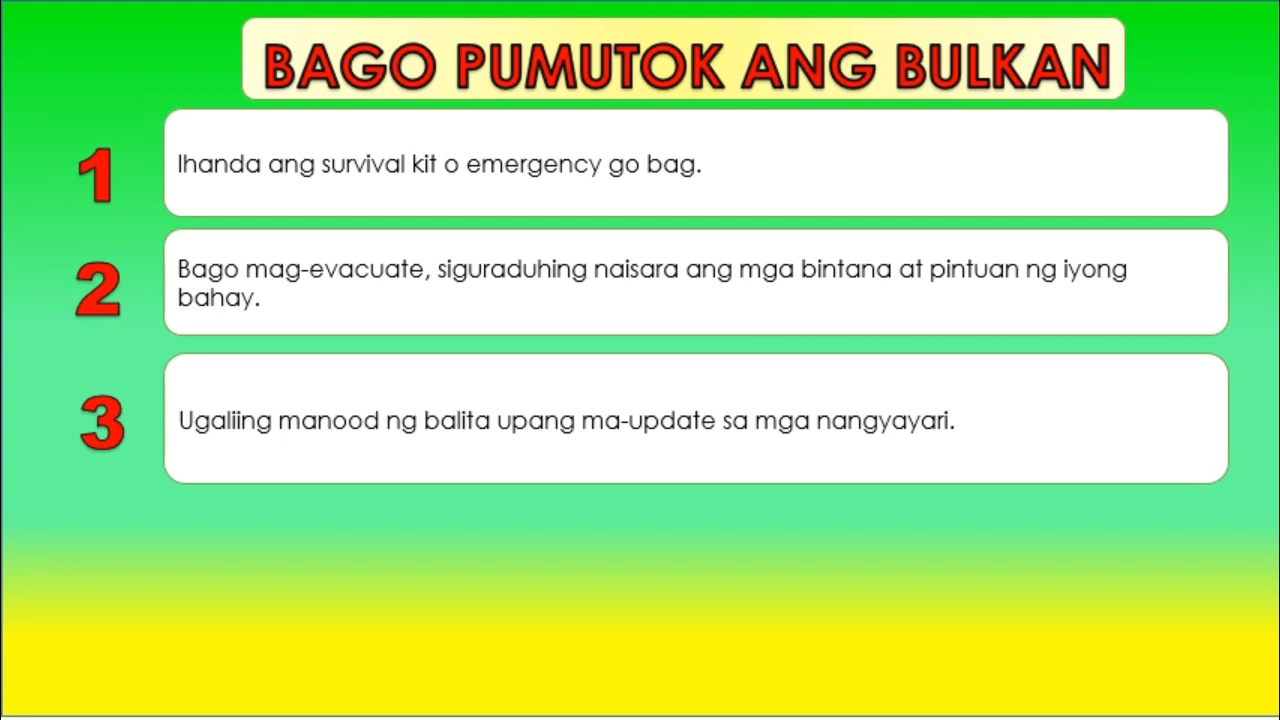 BAGO PUMUTOK ANG BULKAN
1
Ihanda ang survival kit o emergency go bag.
2
Bago mag-evacuate, siguraduhing naisara ang mga bintana at pintuan ng iyong
bahay.
3
Ugaliing manood ng balita upang ma-update sa mga nangyayari.